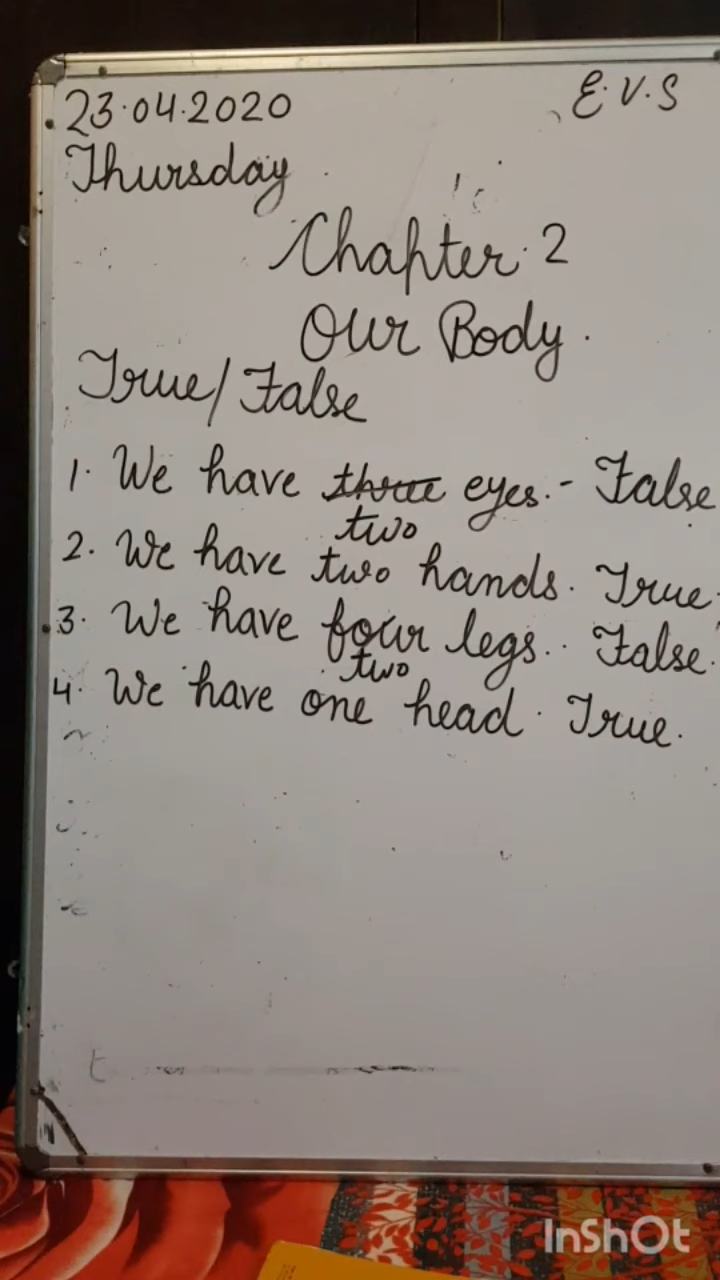 23.04.2020 E.V.S
Thursday
Chapter 2
Our Body.
True/False
1. We have three eyes. - False
two
2. We have two hands. True.
3. We have four legs.. False.
two
4. We have one head. True.
InShOt